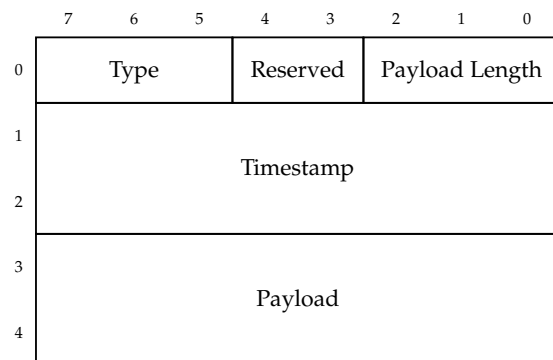 7 6 5 4 3 2 1 0
0 Type Reserved Payload Length
1
Timestamp
2
3
Payload
4